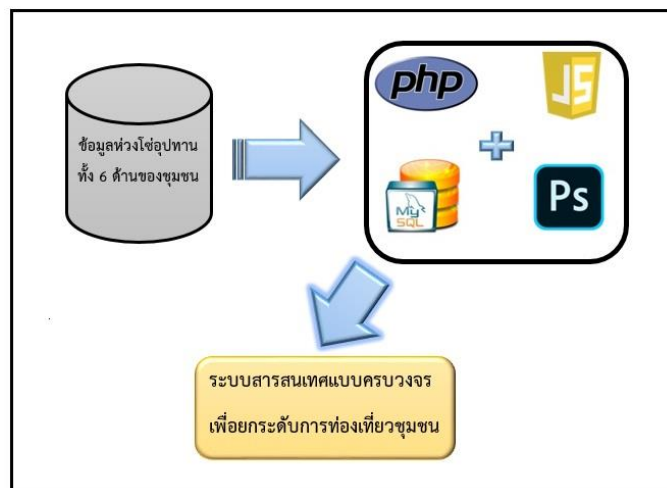 ข้อมูลห่วงโซ่อุปทาน
ทั้ง 6 ด้านของชุมชน
php
JS
MySQL
Ps
ระบบสารสนเทศแบบครบวงจร
เพื่อยกระดับการท่องเที่ยวชุมชน